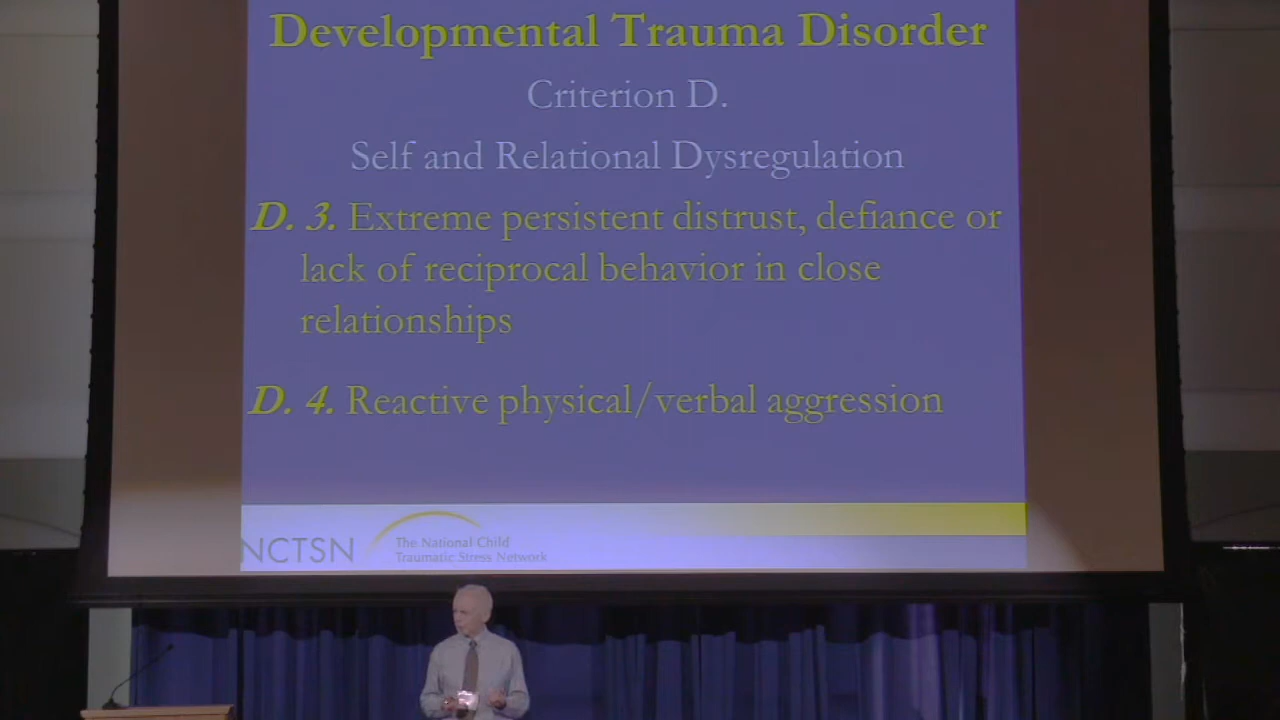 Developmental Trauma Disorder
Criterion D.
Self and Relational Dysregulation
D. 3. Extreme persistent distrust, defiance or
lack of reciprocal behavior in close
relationships
D. 4. Reactive physical/verbal aggression
NCTSN
The National Child
Traumatic Stress Network